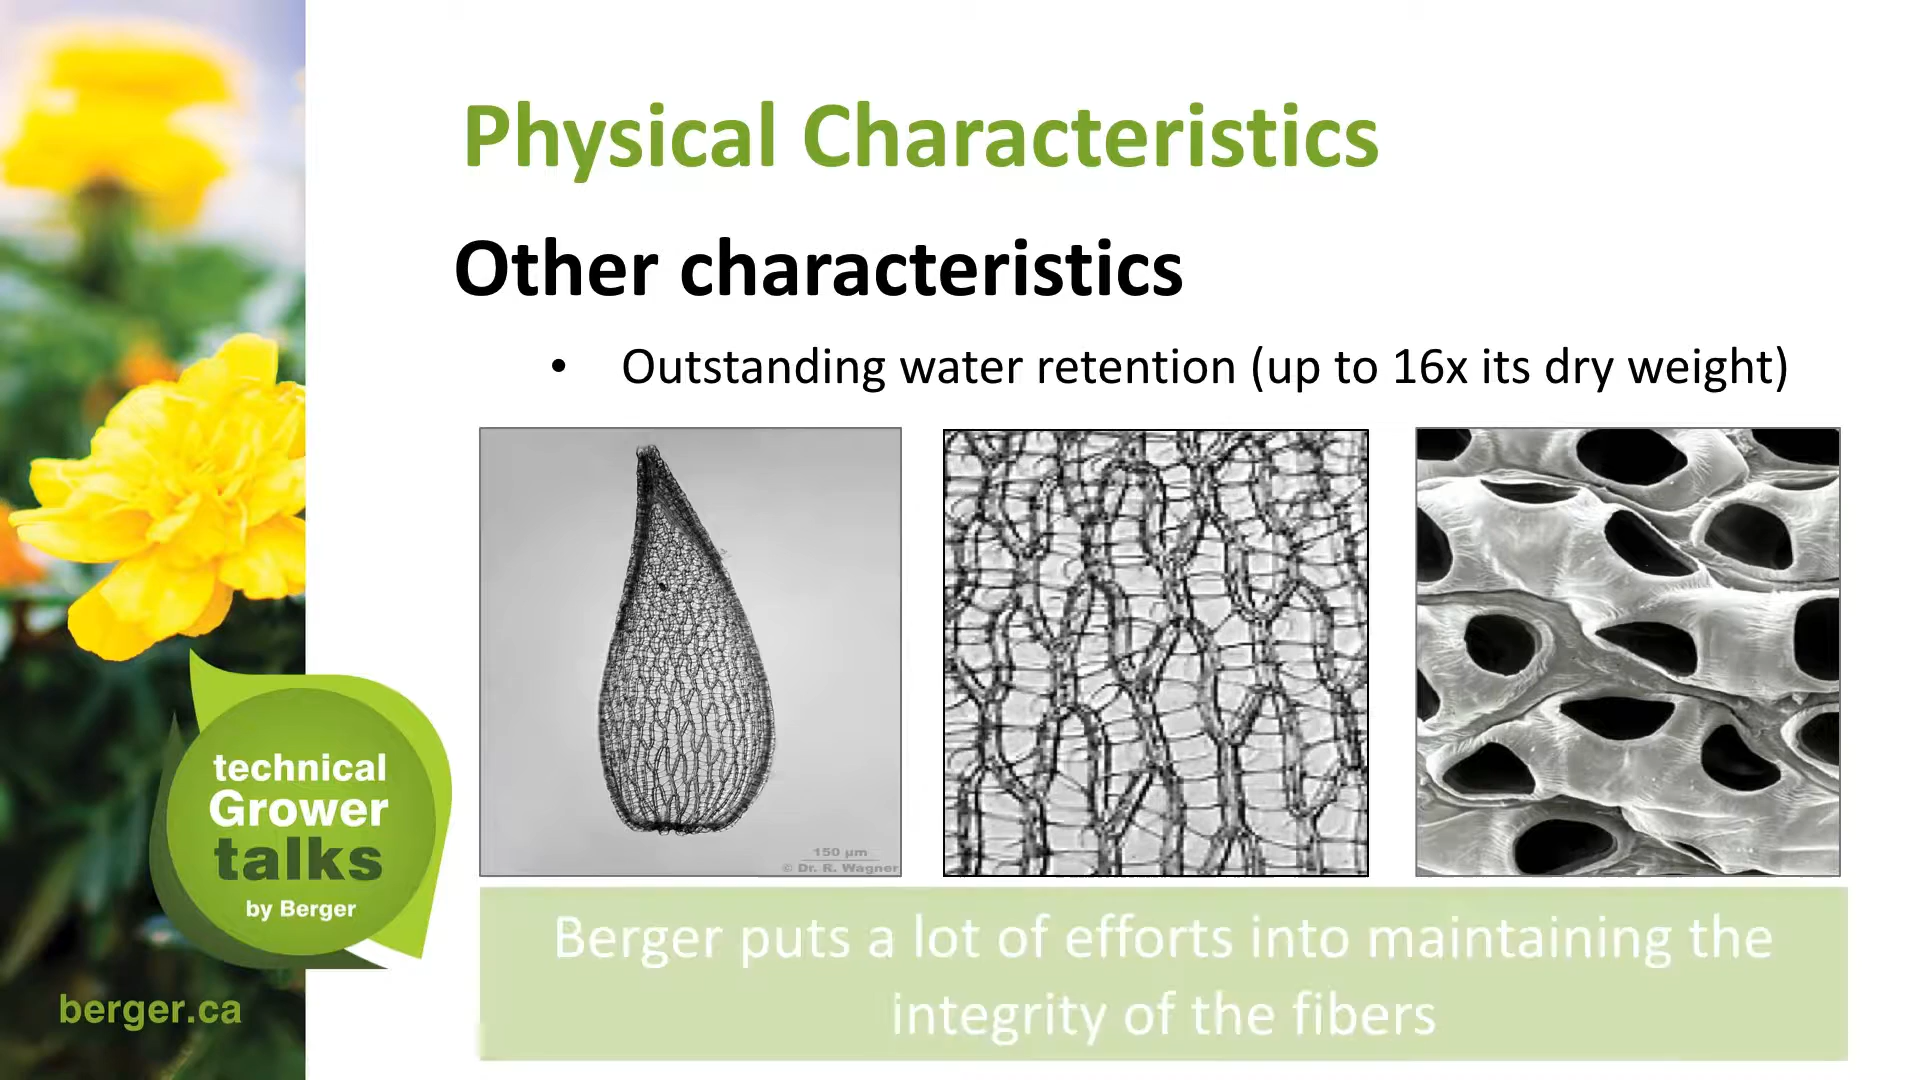 Physical Characteristics
Other characteristics
• Outstanding water retention (up to 16x its dry weight)
150 µm
© Dr. R. Wagner
technical
Grower
talks
by Berger
berger.ca
Berger puts a lot of efforts into maintaining the
integrity of the fibers